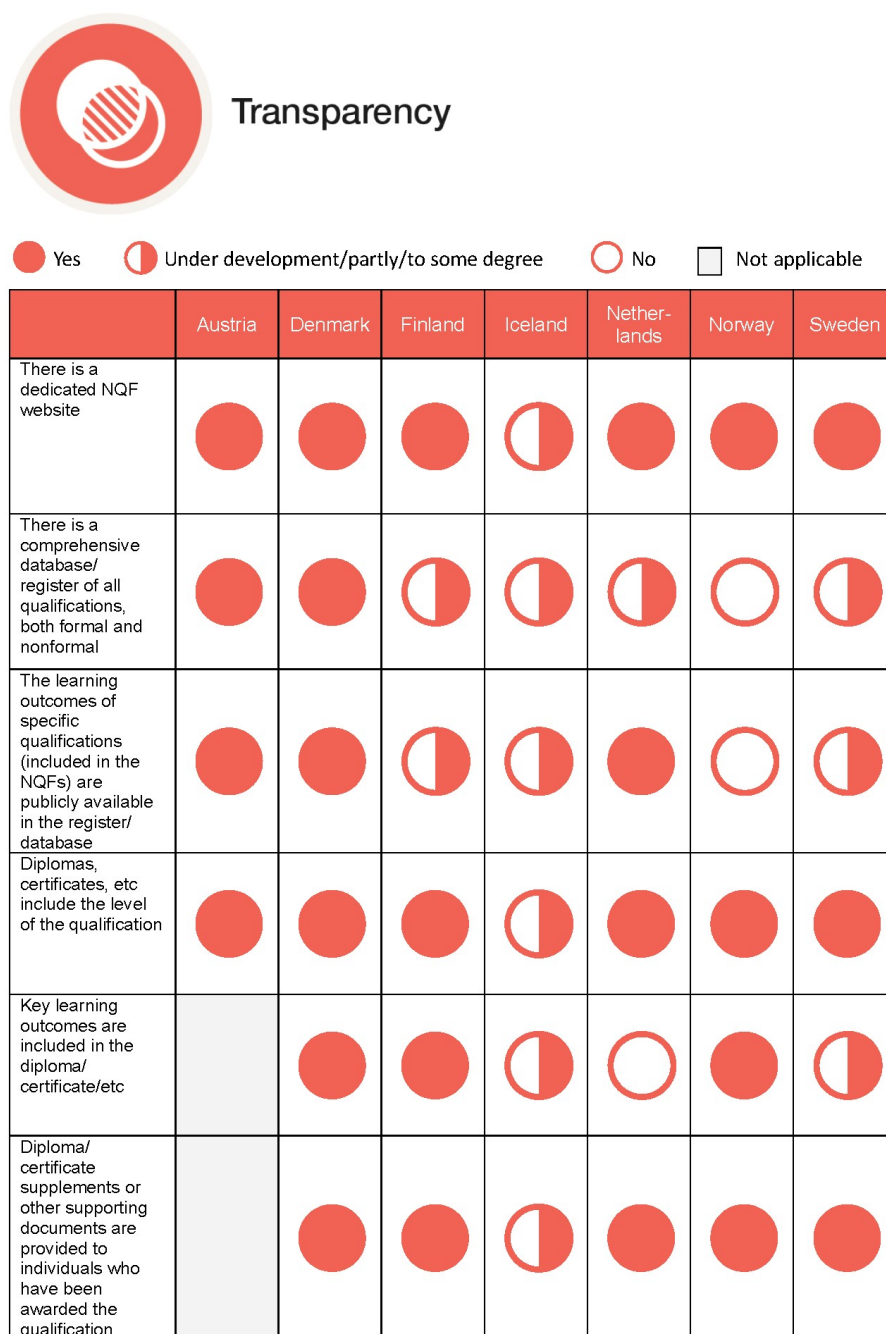 Transparency
Yes
Under development/partly/to some degree
No
Not applicable
Austria
Denmark
Finland
Iceland
Nether-
lands
Norway
Sweden
There is a
dedicated NQF
website
There is a
comprehensive
database/
register of all
qualifications,
both formal and
nonformal
The learning
outcomes of
specific
qualifications
(included in the
NQFs) are
publicly available
in the register/
database
Diplomas,
certificates, etc
include the level
of the qualification
Key learning
outcomes are
included in the
diploma/
certificate/etc
Diploma/
certificate
supplements or
other supporting
documents are
provided to
individuals who
have been
awarded the
qualification